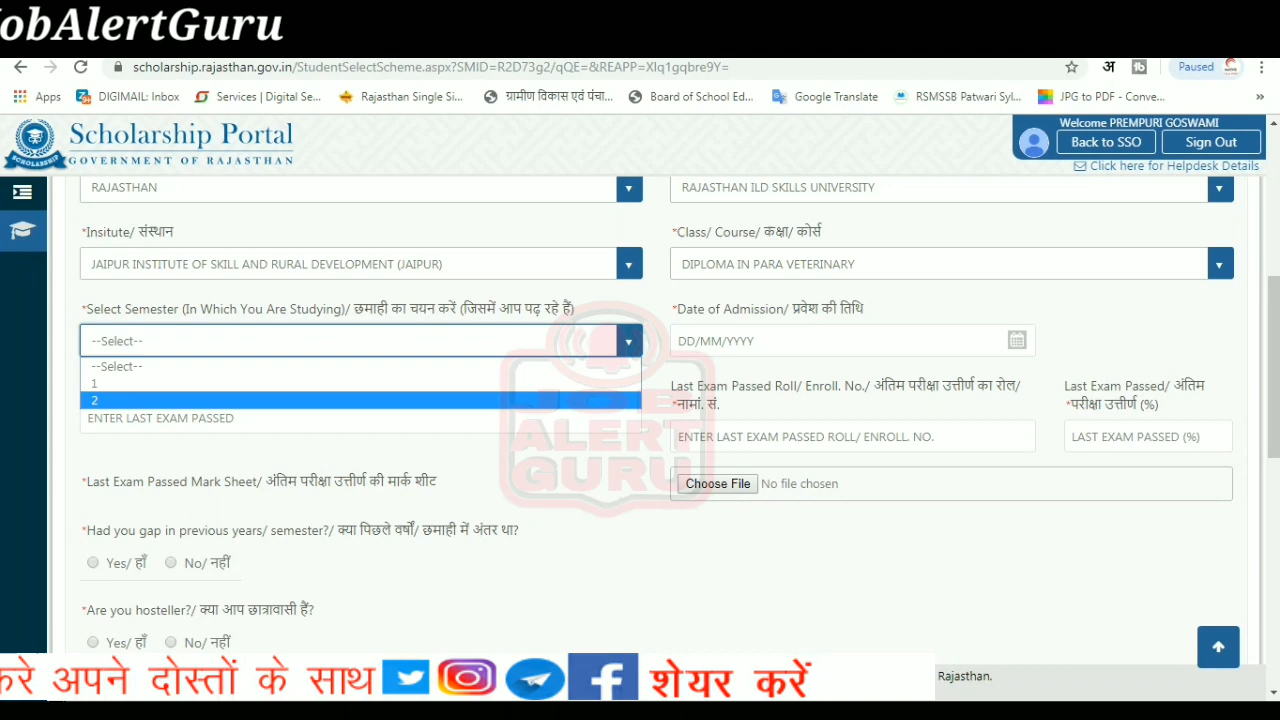 JobAlertGuru
scholarship.rajasthan.gov.in/StudentSelectScheme.aspx?SMID=R2D73g2/qQE=&REAPP=XIq1gqbre9Y=
अ
Paused
Apps
DIGIMAIL: Inbox
Services | Digital Se...
Rajasthan Single Si...
ग्रामीण विकास एवं पंचा...
Board of School Ed...
Google Translate
RSMSSB Patwari Syl...
JPG to PDF - Conve...
»
Scholarship Portal
GOVERNMENT OF RAJASTHAN
SCHOLARSHIP
Welcome PREMPURI GOSWAMI
Back to SSO
Sign Out
Click here for Helpdesk Details
RAJASTHAN
RAJASTHAN ILD SKILLS UNIVERSITY
*Insitute/ संस्थान
*Class/ Course/ कक्षा/ कोर्स
JAIPUR INSTITUTE OF SKILL AND RURAL DEVELOPMENT (JAIPUR)
DIPLOMA IN PARA VETERINARY
*Select Semester (In Which You Are Studying)/ छमाही का चयन करें (जिसमें आप पढ़ रहे हैं)
*Date of Admission/ प्रवेश की तिथि
--Select--
DD/MM/YYYY
--Select--
1
2
ENTER LAST EXAM PASSED
Last Exam Passed Roll/ Enroll. No./ अंतिम परीक्षा उत्तीर्ण का रोल/
*नामां. सं.
Last Exam Passed/ अंतिम
*परीक्षा उत्तीर्ण (%)
ENTER LAST EXAM PASSED ROLL/ ENROLL. NO.
LAST EXAM PASSED (%)
JOB
ALERT
GURU
*Last Exam Passed Mark Sheet/ अंतिम परीक्षा उत्तीर्ण की मार्क शीट
Choose File No file chosen
*Had you gap in previous years/ semester?/ क्या पिछले वर्षों/ छमाही में अंतर था?
Yes/ हाँ No/ नहीं
*Are you hosteller?/ क्या आप छात्रावासी हैं?
Yes/ हाँ No/ नहीं
करे अपने दोस्तों के साथ शेयर करें
Rajasthan.